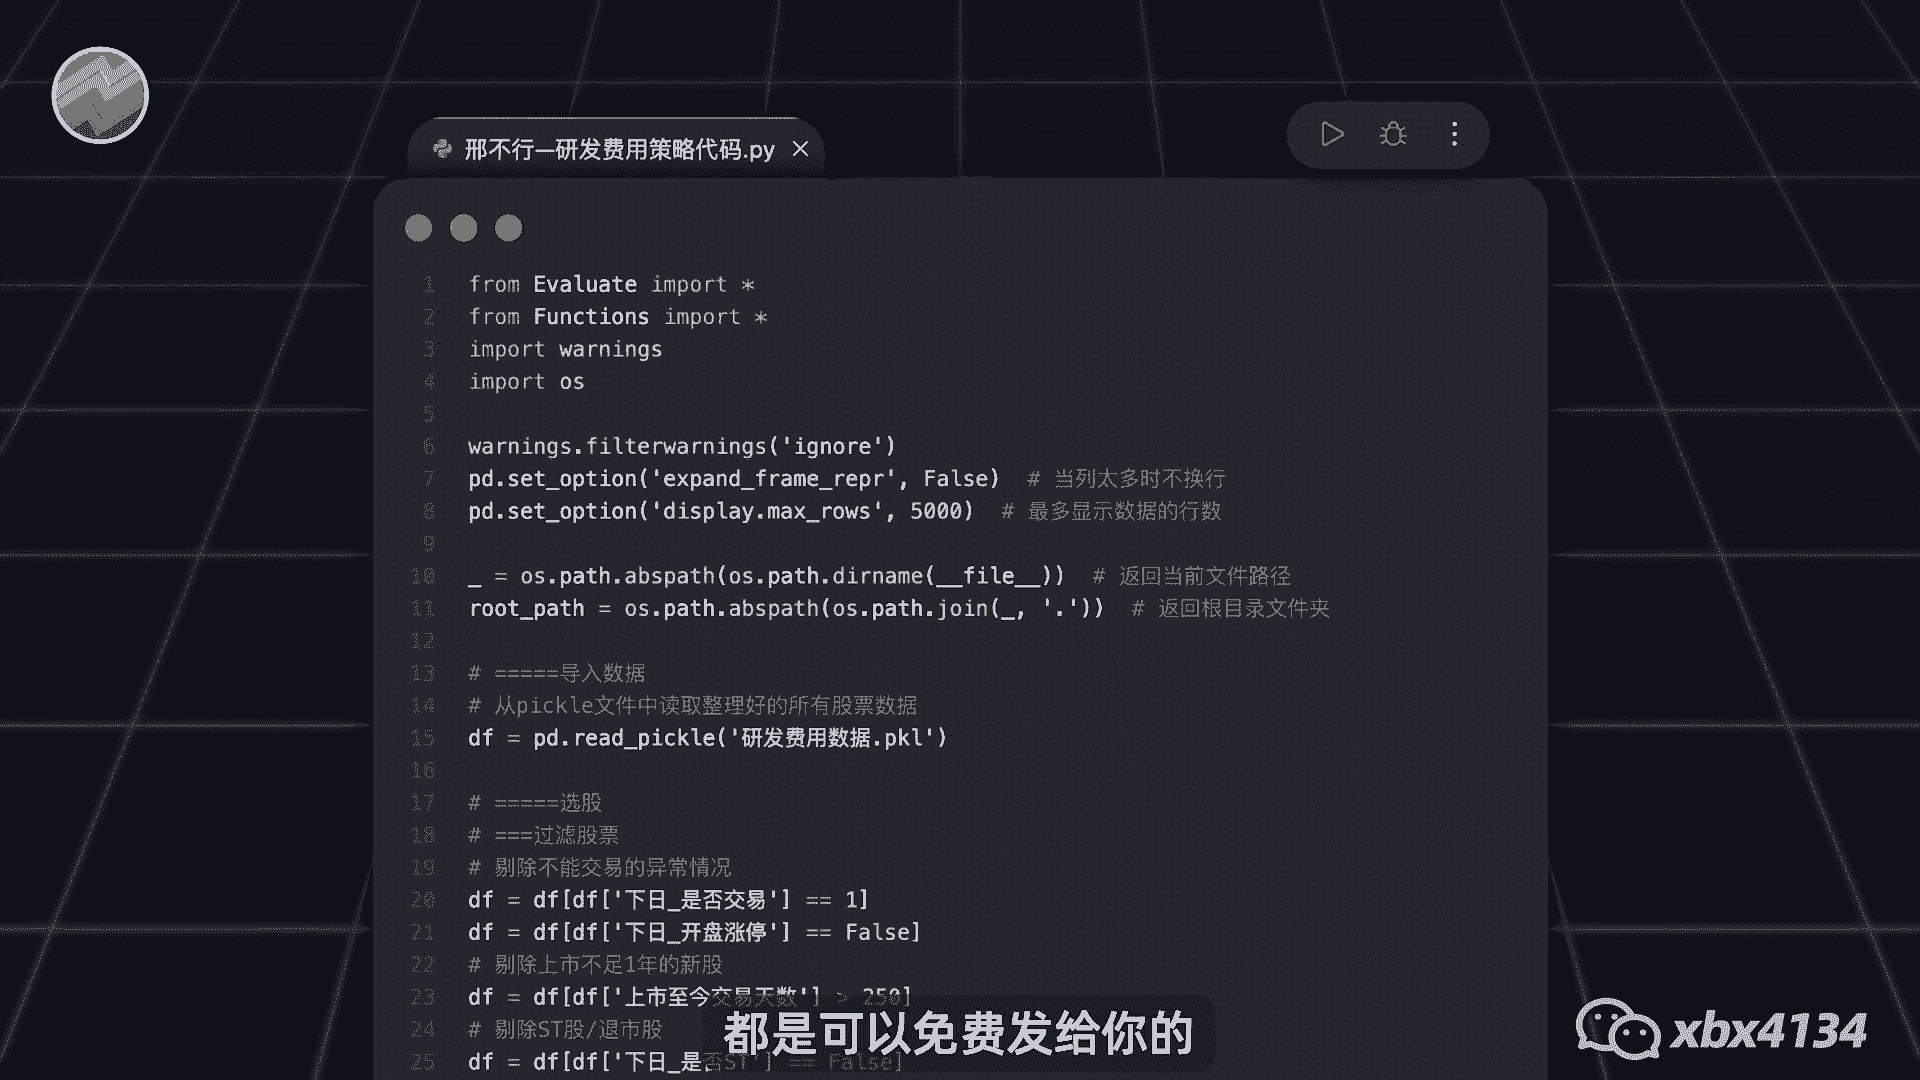 邢不行—研发费用策略代码.py ×
1 from Evaluate import *
2 from Functions import *
3 import warnings
4 import os
5
6 warnings.filterwarnings('ignore')
7 pd.set_option('expand_frame_repr', False) # 当列太多时不换行
8 pd.set_option('display.max_rows', 5000) # 最多显示数据的行数
9
10 _ = os.path.abspath(os.path.dirname(__file__)) # 返回当前文件路径
11 root_path = os.path.abspath(os.path.join(_, '.')) # 返回根目录文件夹
12
13 # =====导入数据
14 # 从pickle文件中读取整理好的所有股票数据
15 df = pd.read_pickle('研发费用数据.pkl')
16
17 # =====选股
18 # ===过滤股票
19 # 剔除不能交易的异常情况
20 df = df[df['下日_是否交易'] == 1]
21 df = df[df['下日_开盘涨停'] == False]
22 # 剔除上市不足1年的新股
23 df = df[df['上市至今交易天数'] > 250]
24 # 剔除ST股/退市股
25 df = df[df['下日_是否ST'] == False]
都是可以免费发给你的
xbx4134